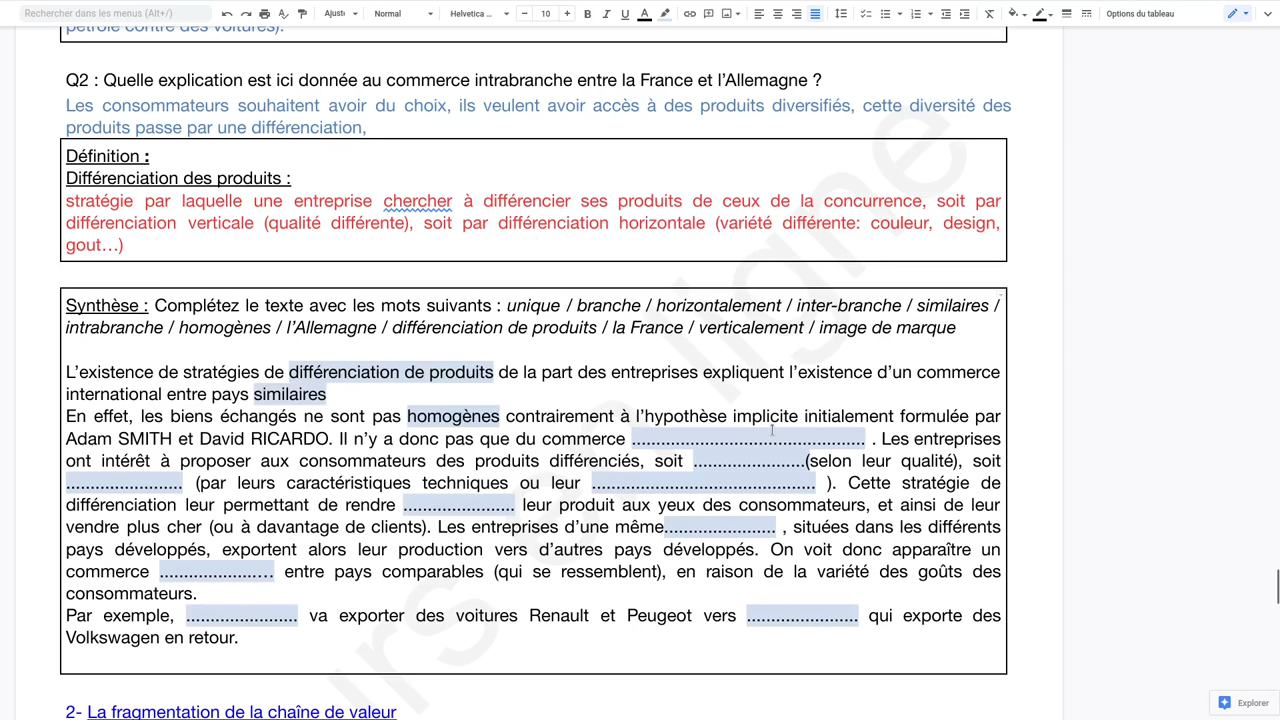 Rechercher dans les menus (Alt+/)
Ajuste
Normal
Helvetica ...
10
Options du tableau
pétrole contre des voitures).
Q2 : Quelle explication est ici donnée au commerce intrabranche entre la France et l'Allemagne ?
Les consommateurs souhaitent avoir du choix, ils veulent avoir accès à des produits diversifiés, cette diversité des
produits passe par une différenciation,
Définition :
Différenciation des produits :
stratégie par laquelle une entreprise chercher à différencier ses produits de ceux de la concurrence, soit par
différenciation verticale (qualité différente), soit par différenciation horizontale (variété différente: couleur, design,
gout…)
Synthèse : Complétez le texte avec les mots suivants : unique / branche / horizontalement / inter-branche / similaires /
intrabranche / homogènes / l'Allemagne / différenciation de produits / la France / verticalement / image de marque
L'existence de stratégies de différenciation de produits de la part des entreprises expliquent l'existence d'un commerce
international entre pays similaires
En effet, les biens échangés ne sont pas homogènes contrairement à l'hypothèse implicite initialement formulée par
Adam SMITH et David RICARDO. Il n'y a donc pas que du commerce .......................................... . Les entreprises
ont intérêt à proposer aux consommateurs des produits différenciés, soit ......................(selon leur qualité), soit
...................... (par leurs caractéristiques techniques ou leur .......................................... ). Cette stratégie de
différenciation leur permettant de rendre ...................... leur produit aux yeux des consommateurs, et ainsi de leur
vendre plus cher (ou à davantage de clients). Les entreprises d'une même...................... , situées dans les différents
pays développés, exportent alors leur production vers d'autres pays développés. On voit donc apparaître un
commerce ...................… entre pays comparables (qui se ressemblent), en raison de la variété des goûts des
consommateurs.
Par exemple, ...................... va exporter des voitures Renault et Peugeot vers ...................... qui exporte des
Volkswagen en retour.
2- La fragmentation de la chaîne de valeur
Explorer
urs en ligne